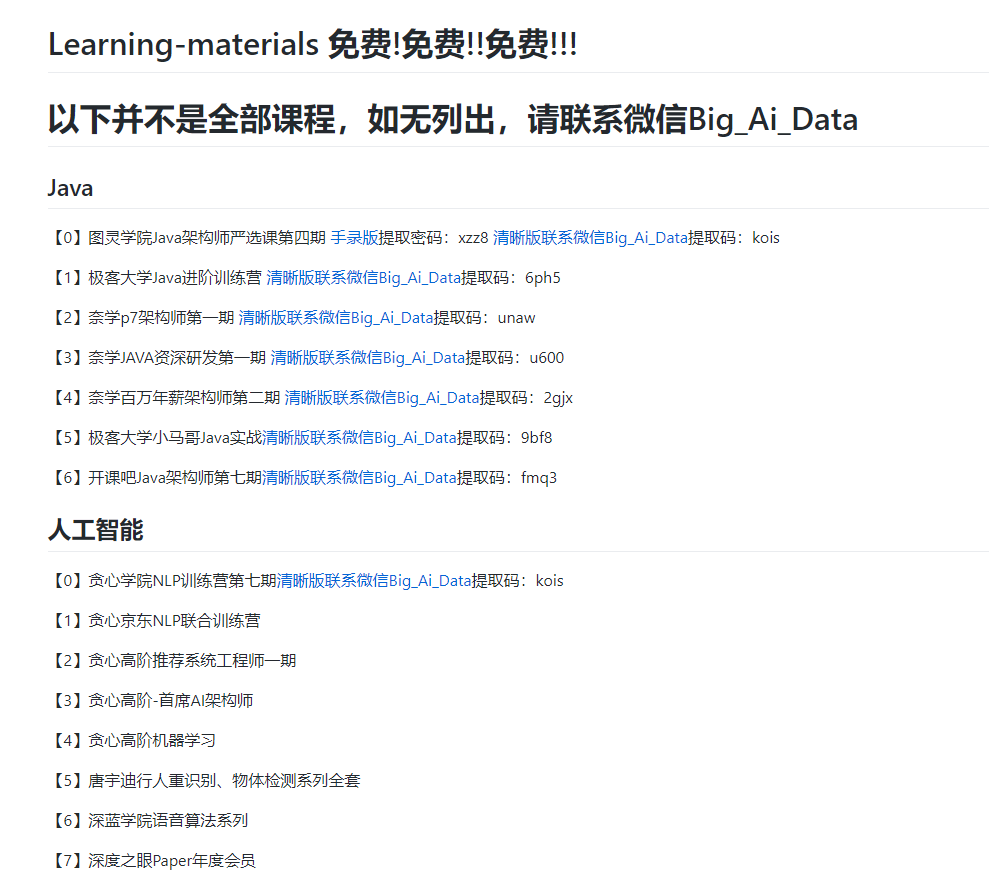 Learning-materials 免费!免费!!免费!!!
以下并不是全部课程，如无列出，请联系微信Big_Ai_Data
Java
【0】图灵学院Java架构师严选课第四期 手录版提取密码：xzz8 清晰版联系微信Big_Ai_Data提取码：kois
【1】极客大学Java进阶训练营 清晰版联系微信Big_Ai_Data提取码：6ph5
【2】奈学p7架构师第一期 清晰版联系微信Big_Ai_Data提取码：unaw
【3】奈学JAVA资深研发第一期 清晰版联系微信Big_Ai_Data提取码：u600
【4】奈学百万年薪架构师第二期 清晰版联系微信Big_Ai_Data提取码：2gjx
【5】极客大学小马哥Java实战清晰版联系微信Big_Ai_Data提取码：9bf8
【6】开课吧Java架构师第七期清晰版联系微信Big_Ai_Data提取码：fmq3
人工智能
【0】贪心学院NLP训练营第七期清晰版联系微信Big_Ai_Data提取码：kois
【1】贪心京东NLP联合训练营
【2】贪心高阶推荐系统工程师一期
【3】贪心高阶-首席AI架构师
【4】贪心高阶机器学习
【5】唐宇迪行人重识别、物体检测系列全套
【6】深蓝学院语音算法系列
【7】深度之眼Paper年度会员